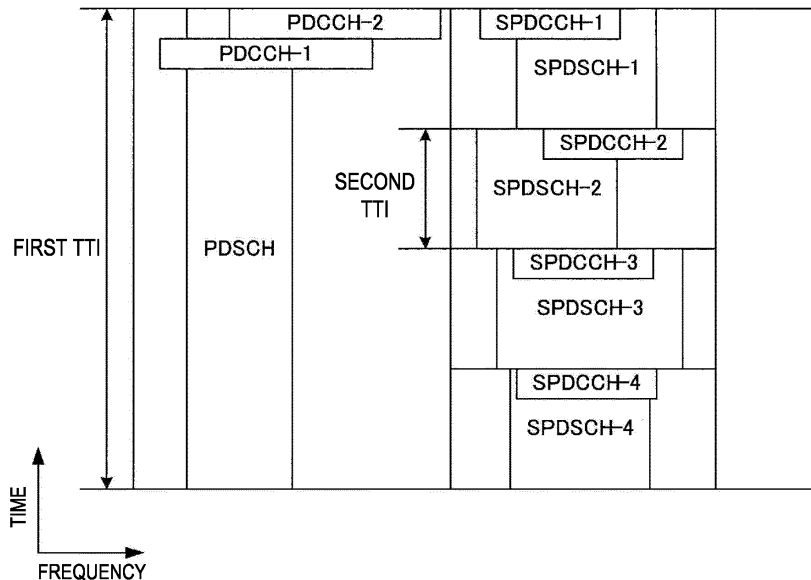 PDCCH-2
SPDCCH-1
PDCCH-1
SPDSCH-1
SPDCCH-2
SECOND
TTI
SPDSCH-2
FIRST TTI
PDSCH
SPDCCH-3
SPDSCH-3
SPDCCH-4
SPDSCH-4
TIME
FREQUENCY